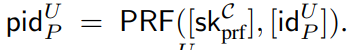 pid_P^U = PRF([sk_prf^C], [id_P^U]).